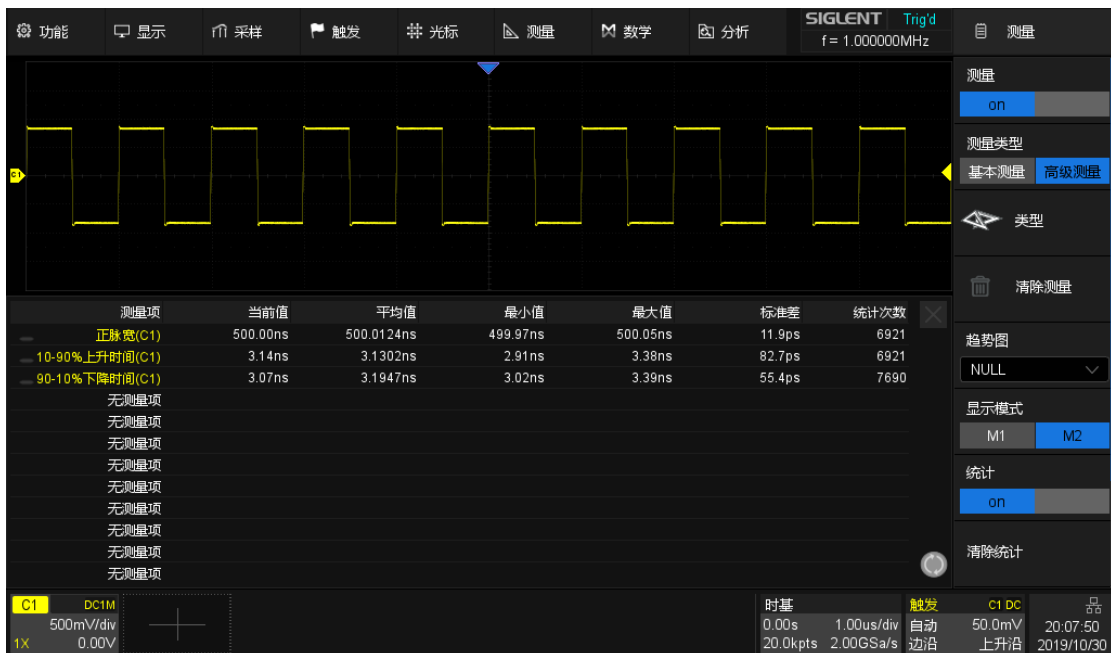 功能 显示 采样 触发 光标 测量 数学 分析 SIGLENT Trig'd 测量
f = 1.000000MHz
测量
on
测量类型
基本测量 高级测量
C1
类型
清除测量
测量项 当前值 平均值 最小值 最大值 标准差 统计次数
正脉宽(C1) 500.00ns 500.0124ns 499.97ns 500.05ns 11.9ps 6921
10-90%上升时间(C1) 3.14ns 3.1302ns 2.91ns 3.38ns 82.7ps 6921
90-10%下降时间(C1) 3.07ns 3.1947ns 3.02ns 3.39ns 55.4ps 7690
无测量项
无测量项
无测量项
无测量项
无测量项
无测量项
无测量项
无测量项
无测量项
趋势图
NULL
显示模式
M1 M2
统计
on
清除统计
C1 DC1M
500mV/div
1X 0.00V
时基
0.00s 1.00us/div
20.0kpts 2.00GSa/s
触发 C1 DC
自动 50.0mV
边沿 上升沿
20:07:50
2019/10/30